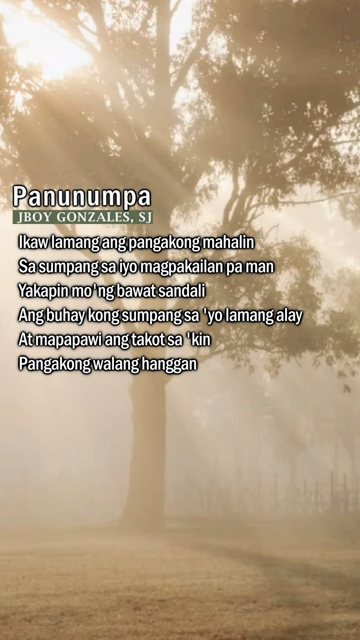 Panunumpa
JBOY GONZALES, SJ
Ikaw lamang ang pangakong mahalin
Sa sumpang sa iyo magpakailan pa man
Yakapin mo'ng bawat sandali
Ang buhay kong sumpang sa 'yo lamang alay
At mapapawi ang takot sa 'kin
Pangakong walang hanggan